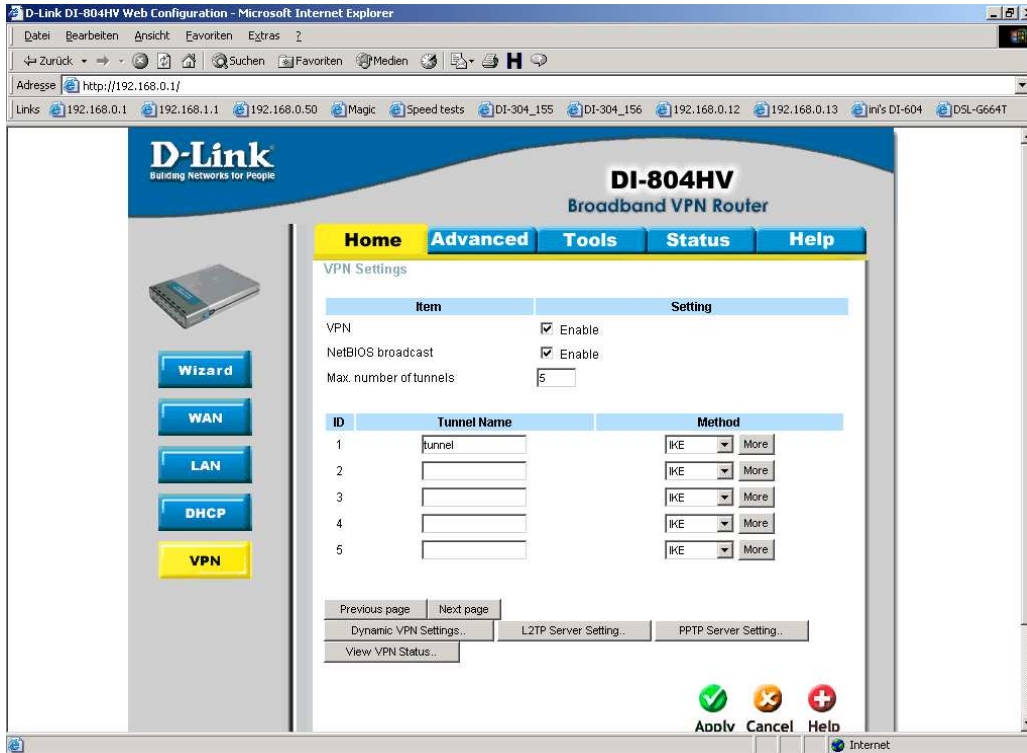 D-Link DI-804HV Web Configuration - Microsoft Internet Explorer
Datei Bearbeiten Ansicht Favoriten Extras ?
Zurück Suchen Favoriten Medien H
Adresse http://192.168.0.1/
Links 192.168.0.1 192.168.1.1 192.168.0.50 Magic Speed tests DI-304_155 DI-304_156 192.168.0.12 192.168.0.13 ini's DI-604 DSL-G664T
D-Link
Building Networks for People
DI-804HV
Broadband VPN Router
Home Advanced Tools Status Help
VPN Settings
Item Setting
VPN Enable
NetBIOS broadcast Enable
Max. number of tunnels 5
Wizard
WAN
LAN
DHCP
VPN
ID Tunnel Name Method
1 tunnel IKE More
2 IKE More
3 IKE More
4 IKE More
5 IKE More
Previous page Next page
Dynamic VPN Settings.. L2TP Server Setting.. PPTP Server Setting..
View VPN Status..
Apply Cancel Help
Internet